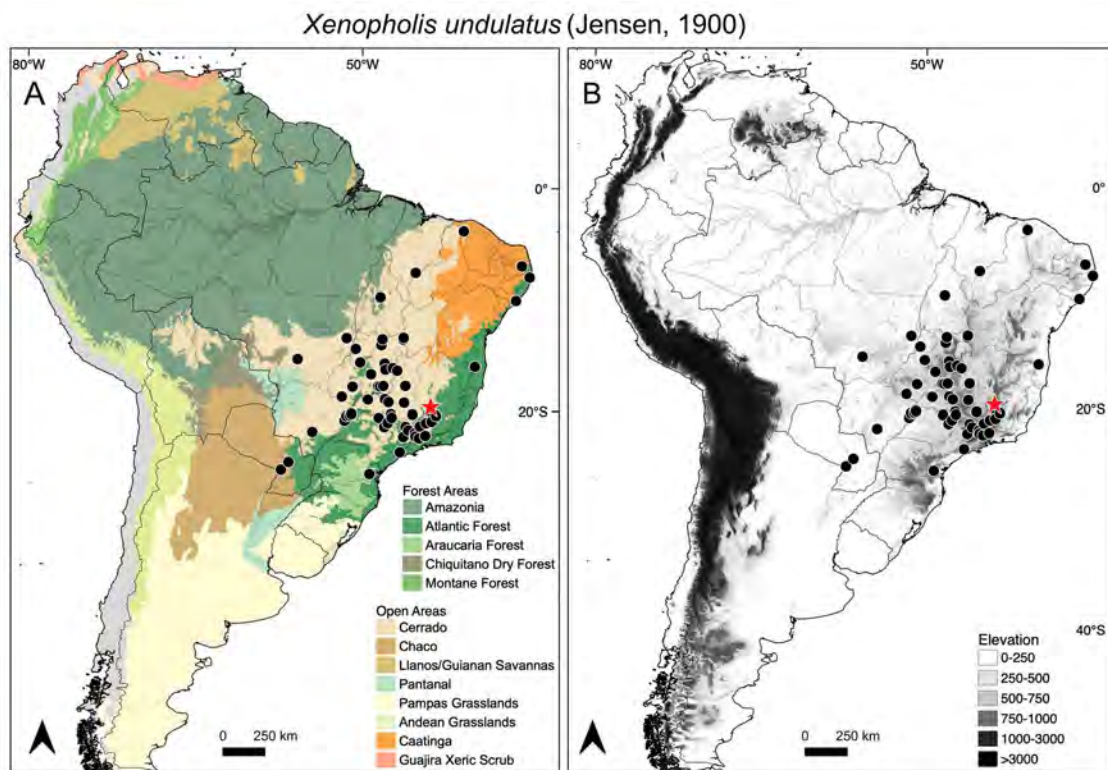 Xenopholis undulatus (Jensen, 1900)
80°W
50°W
A
0°
20°S
Forest Areas
Amazonia
Atlantic Forest
Araucaria Forest
Chiquitano Dry Forest
Montane Forest
Open Areas
Cerrado
Chaco
Llanos/Guianan Savannas
Pantanal
Pampas Grasslands
Andean Grasslands
Caatinga
Guajira Xeric Scrub
0 250 km
80°W
50°W
B
0°
20°S
40°S
Elevation
0-250
250-500
500-750
750-1000
1000-3000
>3000
0 250 km